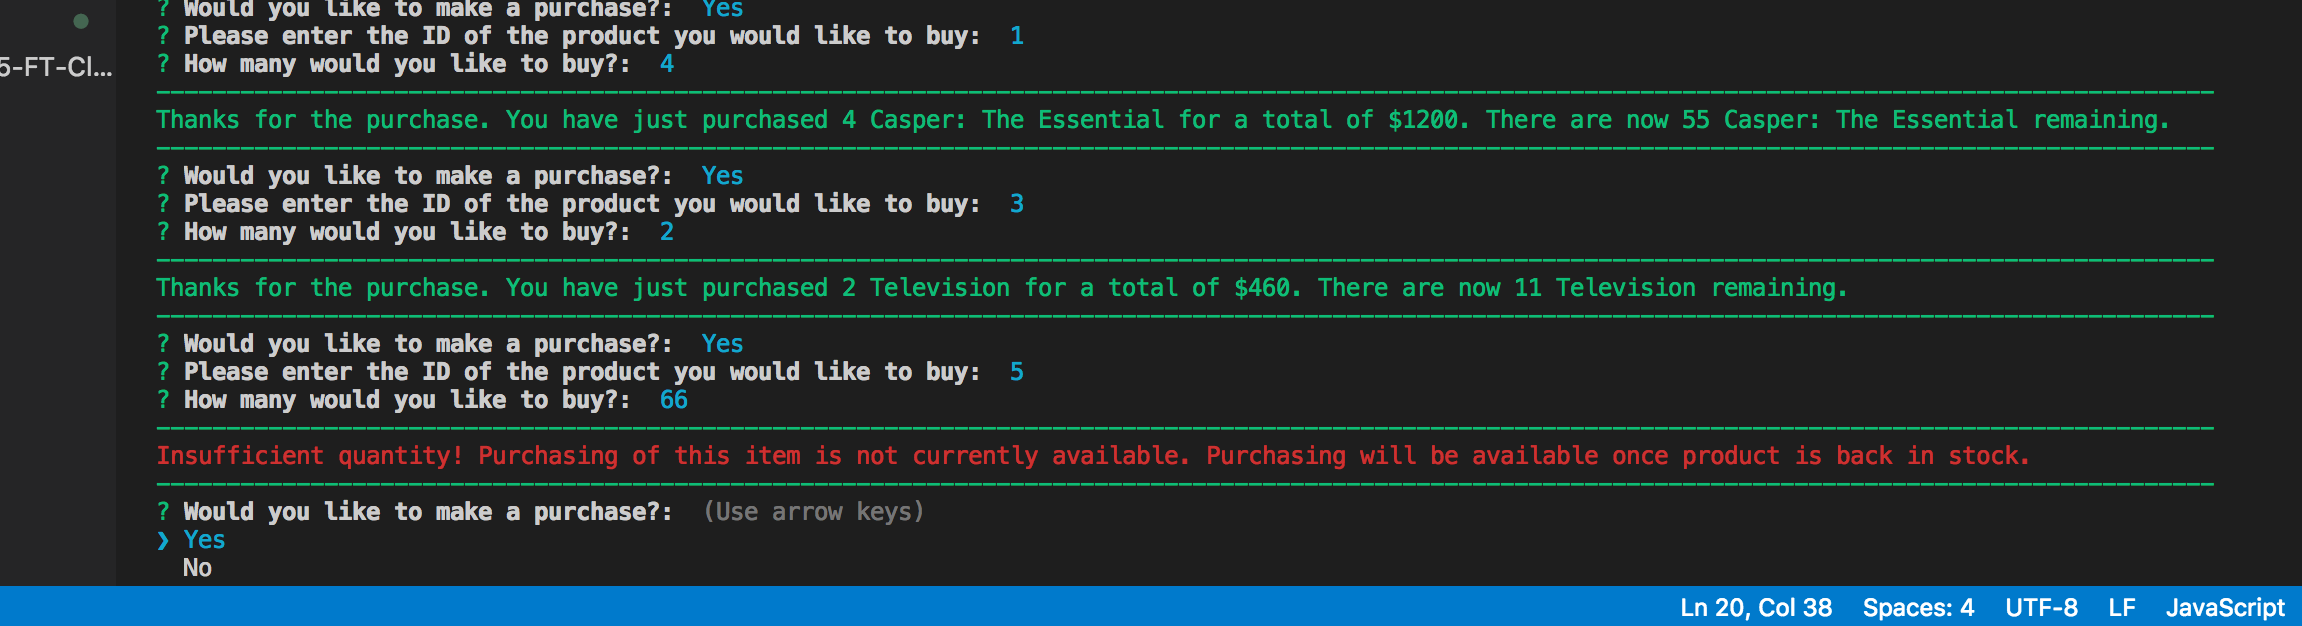 ? Would you like to make a purchase?: Yes
? Please enter the ID of the product you would like to buy: 1
5-FT-Cl...
? How many would you like to buy?: 4
Thanks for the purchase. You have just purchased 4 Casper: The Essential for a total of $1200. There are now 55 Casper: The Essential remaining.
? Would you like to make a purchase?: Yes
? Please enter the ID of the product you would like to buy: 3
? How many would you like to buy?: 2
Thanks for the purchase. You have just purchased 2 Television for a total of $460. There are now 11 Television remaining.
? Would you like to make a purchase?: Yes
? Please enter the ID of the product you would like to buy: 5
? How many would you like to buy?: 66
Insufficient quantity! Purchasing of this item is not currently available. Purchasing will be available once product is back in stock.
? Would you like to make a purchase?: (Use arrow keys)
❯ Yes
No
Ln 20, Col 38 Spaces: 4 UTF-8 LF JavaScript